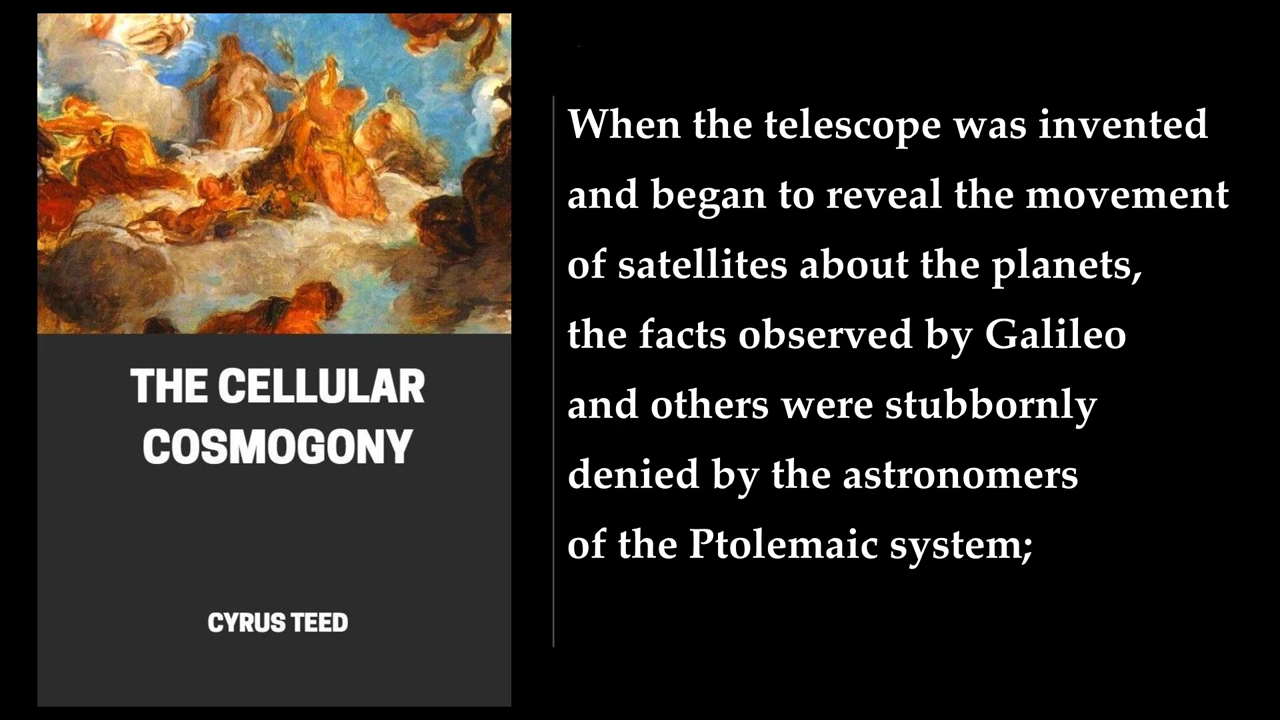 THE CELLULAR
COSMOGONY
CYRUS TEED
When the telescope was invented
and began to reveal the movement
of satellites about the planets,
the facts observed by Galileo
and others were stubbornly
denied by the astronomers
of the Ptolemaic system;